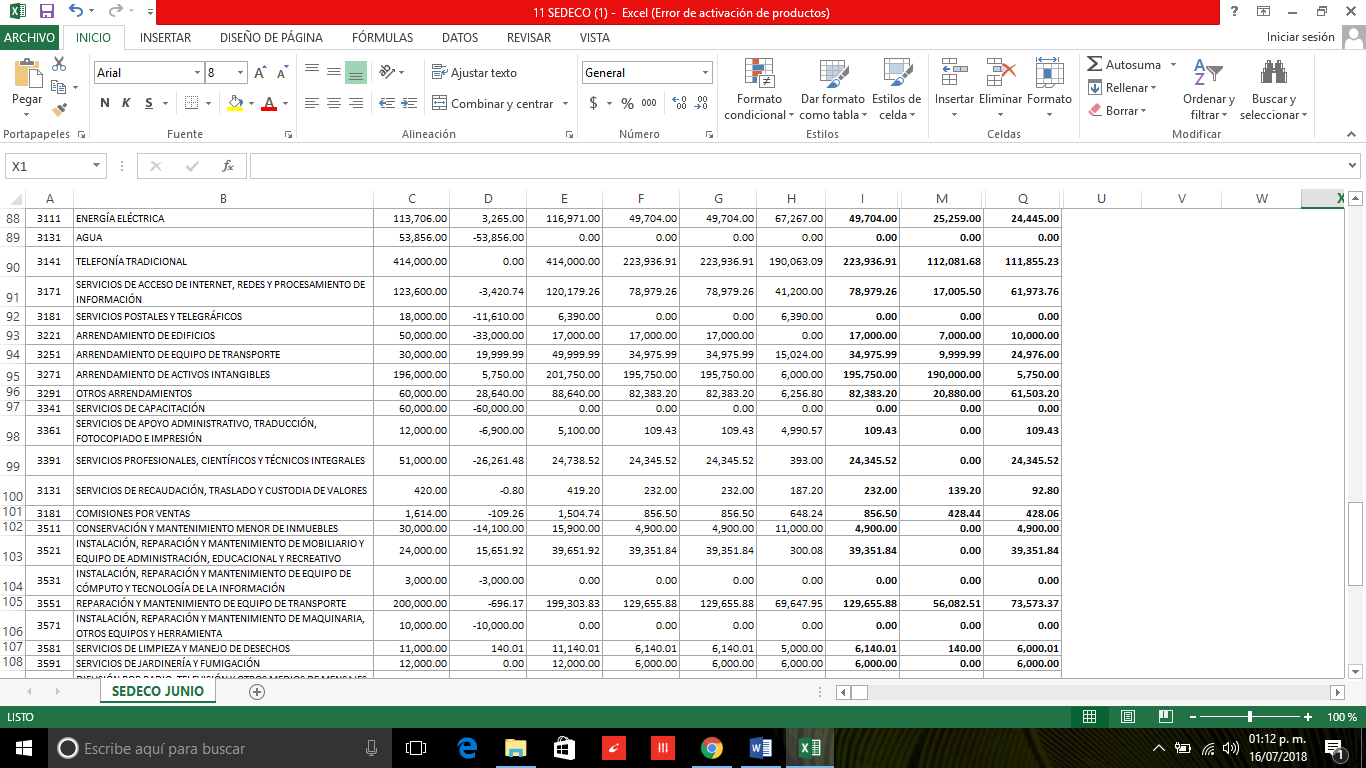 11 SEDECO (1) - Excel (Error de activación de productos)
ARCHIVO INICIO INSERTAR DISEÑO DE PÁGINA FÓRMULAS DATOS REVISAR VISTA Iniciar sesión
Pegar
Arial 8
N K S
Ajustar texto
Combinar y centrar
General
$ % 000
Formato condicional
Dar formato como tabla
Estilos de celda
Insertar Eliminar Formato
Autosuma
Rellenar
Borrar
Ordenar y filtrar
Buscar y seleccionar
Portapapeles Fuente Alineación Número Estilos Celdas Modificar
X1 fx
A B C D E F G H I M Q U V W X
88 3111 ENERGÍA ELÉCTRICA 113,706.00 3,265.00 116,971.00 49,704.00 49,704.00 67,267.00 49,704.00 25,259.00 24,445.00
89 3131 AGUA 53,856.00 -53,856.00 0.00 0.00 0.00 0.00 0.00 0.00 0.00
90 3141 TELEFONÍA TRADICIONAL 414,000.00 0.00 414,000.00 223,936.91 223,936.91 190,063.09 223,936.91 112,081.68 111,855.23
91 3171 SERVICIOS DE ACCESO DE INTERNET, REDES Y PROCESAMIENTO DE
INFORMACIÓN 123,600.00 -3,420.74 120,179.26 78,979.26 78,979.26 41,200.00 78,979.26 17,005.50 61,973.76
92 3181 SERVICIOS POSTALES Y TELEGRÁFICOS 18,000.00 -11,610.00 6,390.00 0.00 0.00 6,390.00 0.00 0.00 0.00
93 3221 ARRENDAMIENTO DE EDIFICIOS 50,000.00 -33,000.00 17,000.00 17,000.00 17,000.00 0.00 17,000.00 7,000.00 10,000.00
94 3251 ARRENDAMIENTO DE EQUIPO DE TRANSPORTE 30,000.00 19,999.99 49,999.99 34,975.99 34,975.99 15,024.00 34,975.99 9,999.99 24,976.00
95 3271 ARRENDAMIENTO DE ACTIVOS INTANGIBLES 196,000.00 5,750.00 201,750.00 195,750.00 195,750.00 6,000.00 195,750.00 190,000.00 5,750.00
96 3291 OTROS ARRENDAMIENTOS 60,000.00 28,640.00 88,640.00 82,383.20 82,383.20 6,256.80 82,383.20 20,880.00 61,503.20
97 3341 SERVICIOS DE CAPACITACIÓN 60,000.00 -60,000.00 0.00 0.00 0.00 0.00 0.00 0.00 0.00
98 3361 SERVICIOS DE APOYO ADMINISTRATIVO, TRADUCCIÓN,
FOTOCOPIADO E IMPRESIÓN 12,000.00 -6,900.00 5,100.00 109.43 109.43 4,990.57 109.43 0.00 109.43
99 3391 SERVICIOS PROFESIONALES, CIENTÍFICOS Y TÉCNICOS INTEGRALES 51,000.00 -26,261.48 24,738.52 24,345.52 24,345.52 393.00 24,345.52 0.00 24,345.52
100 3131 SERVICIOS DE RECAUDACIÓN, TRASLADO Y CUSTODIA DE VALORES 420.00 -0.80 419.20 232.00 232.00 187.20 232.00 139.20 92.80
101 3181 COMISIONES POR VENTAS 1,614.00 -109.26 1,504.74 856.50 856.50 648.24 856.50 428.44 428.06
102 3511 CONSERVACIÓN Y MANTENIMIENTO MENOR DE INMUEBLES 30,000.00 -14,100.00 15,900.00 4,900.00 4,900.00 11,000.00 4,900.00 0.00 4,900.00
103 3521 INSTALACIÓN, REPARACIÓN Y MANTENIMIENTO DE MOBILIARIO Y
EQUIPO DE ADMINISTRACIÓN, EDUCACIONAL Y RECREATIVO 24,000.00 15,651.92 39,651.92 39,351.84 39,351.84 300.08 39,351.84 0.00 39,351.84
104 3531 INSTALACIÓN, REPARACIÓN Y MANTENIMIENTO DE EQUIPO DE
CÓMPUTO Y TECNOLOGÍA DE LA INFORMACIÓN 3,000.00 -3,000.00 0.00 0.00 0.00 0.00 0.00 0.00 0.00
105 3551 REPARACIÓN Y MANTENIMIENTO DE EQUIPO DE TRANSPORTE 200,000.00 -696.17 199,303.83 129,655.88 129,655.88 69,647.95 129,655.88 56,082.51 73,573.37
106 3571 INSTALACIÓN, REPARACIÓN Y MANTENIMIENTO DE MAQUINARIA,
OTROS EQUIPOS Y HERRAMIENTA 10,000.00 -10,000.00 0.00 0.00 0.00 0.00 0.00 0.00 0.00
107 3581 SERVICIOS DE LIMPIEZA Y MANEJO DE DESECHOS 11,000.00 140.01 11,140.01 6,140.01 6,140.01 5,000.00 6,140.01 140.00 6,000.01
108 3591 SERVICIOS DE JARDINERÍA Y FUMIGACIÓN 12,000.00 0.00 12,000.00 6,000.00 6,000.00 6,000.00 6,000.00 0.00 6,000.00
SEDECO JUNIO
LISTO 100 %
Escribe aquí para buscar
01:12 p. m.
16/07/2018
1